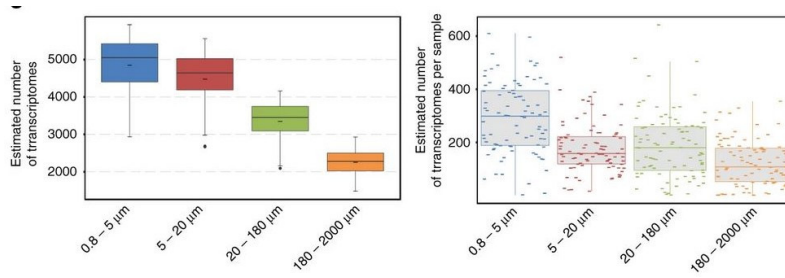 Estimated number
of ttranscriptomes
5000
4000
3000
2000
0.8 – 5 µm
5 – 20 µm
20 – 180 µm
180 – 2000 µm
Estimated number
of transcriptomes per sample
600
400
200
0.8 – 5 µm
5 – 20 µm
20 – 180 µm
180 – 2000 µm